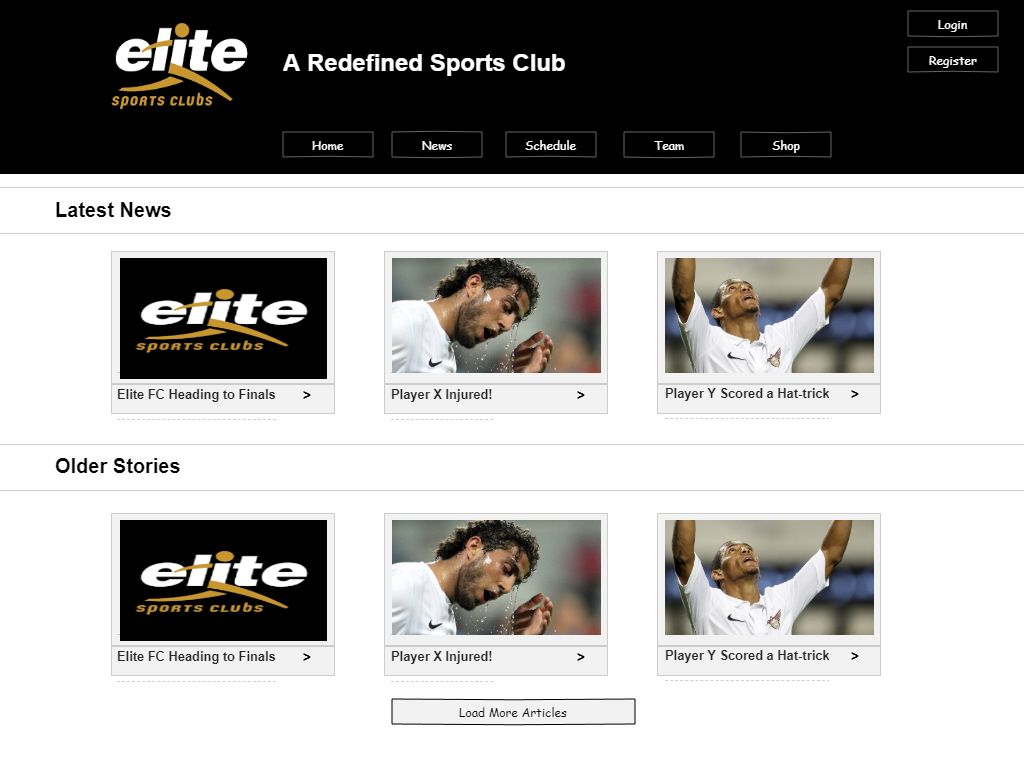 elite
SPORTS CLUBS
A Redefined Sports Club
Login
Register
Home
News
Schedule
Team
Shop
Latest News
elite
SPORTS CLUBS
Elite FC Heading to Finals >
Player X Injured! >
Player Y Scored a Hat-trick >
Older Stories
elite
SPORTS CLUBS
Elite FC Heading to Finals >
Player X Injured! >
Player Y Scored a Hat-trick >
Load More Articles